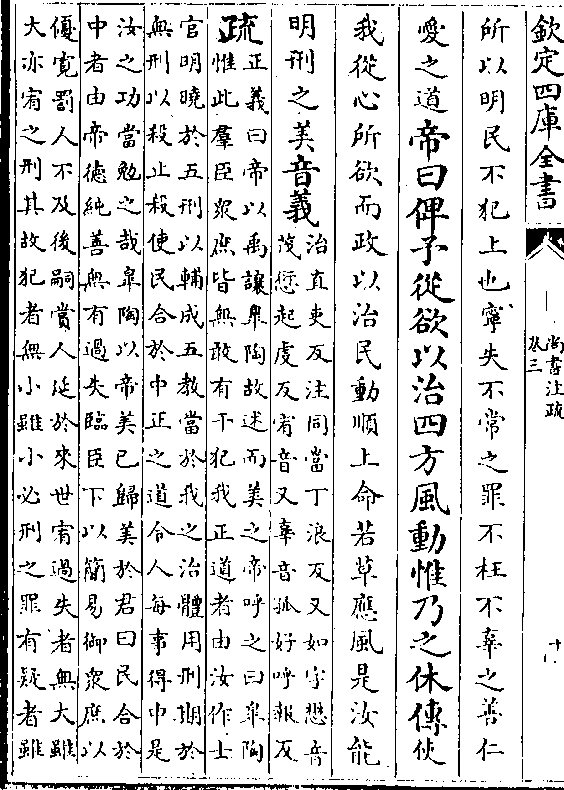 欽定四庫全書
尚書注疏
卷三
十
所以明民不犯上也寧失不常之罪不枉不辜之善仁
愛之道帝曰俾予從欲以治四方風動惟乃之休傳使
我從心所欲而政以治民動順上命若草應風是汝能
明刑之美音義治直吏反注同當丁浪反又如字懋音
茂愆起虔反宥音又辜音孤好呼報反
疏正義曰帝以禹讓臯陶故述而美之帝呼之曰臯陶
惟此羣臣衆庶皆無敢有干犯我正道者由汝作士
官明曉於五刑以輔成五教當於我之治體用刑期於
無刑以殺止殺使民合於中正之道令人每事得中是
汝之功當勉之哉臯陶以帝美已歸美於君曰民合於
中者由帝德純善無有過失臨臣下以簡易御衆庶以
優寛罰人不及後嗣賞人延於來世宥過失者無大雖
大亦宥之刑其故犯者無小雖小必刑之罪有疑者雖